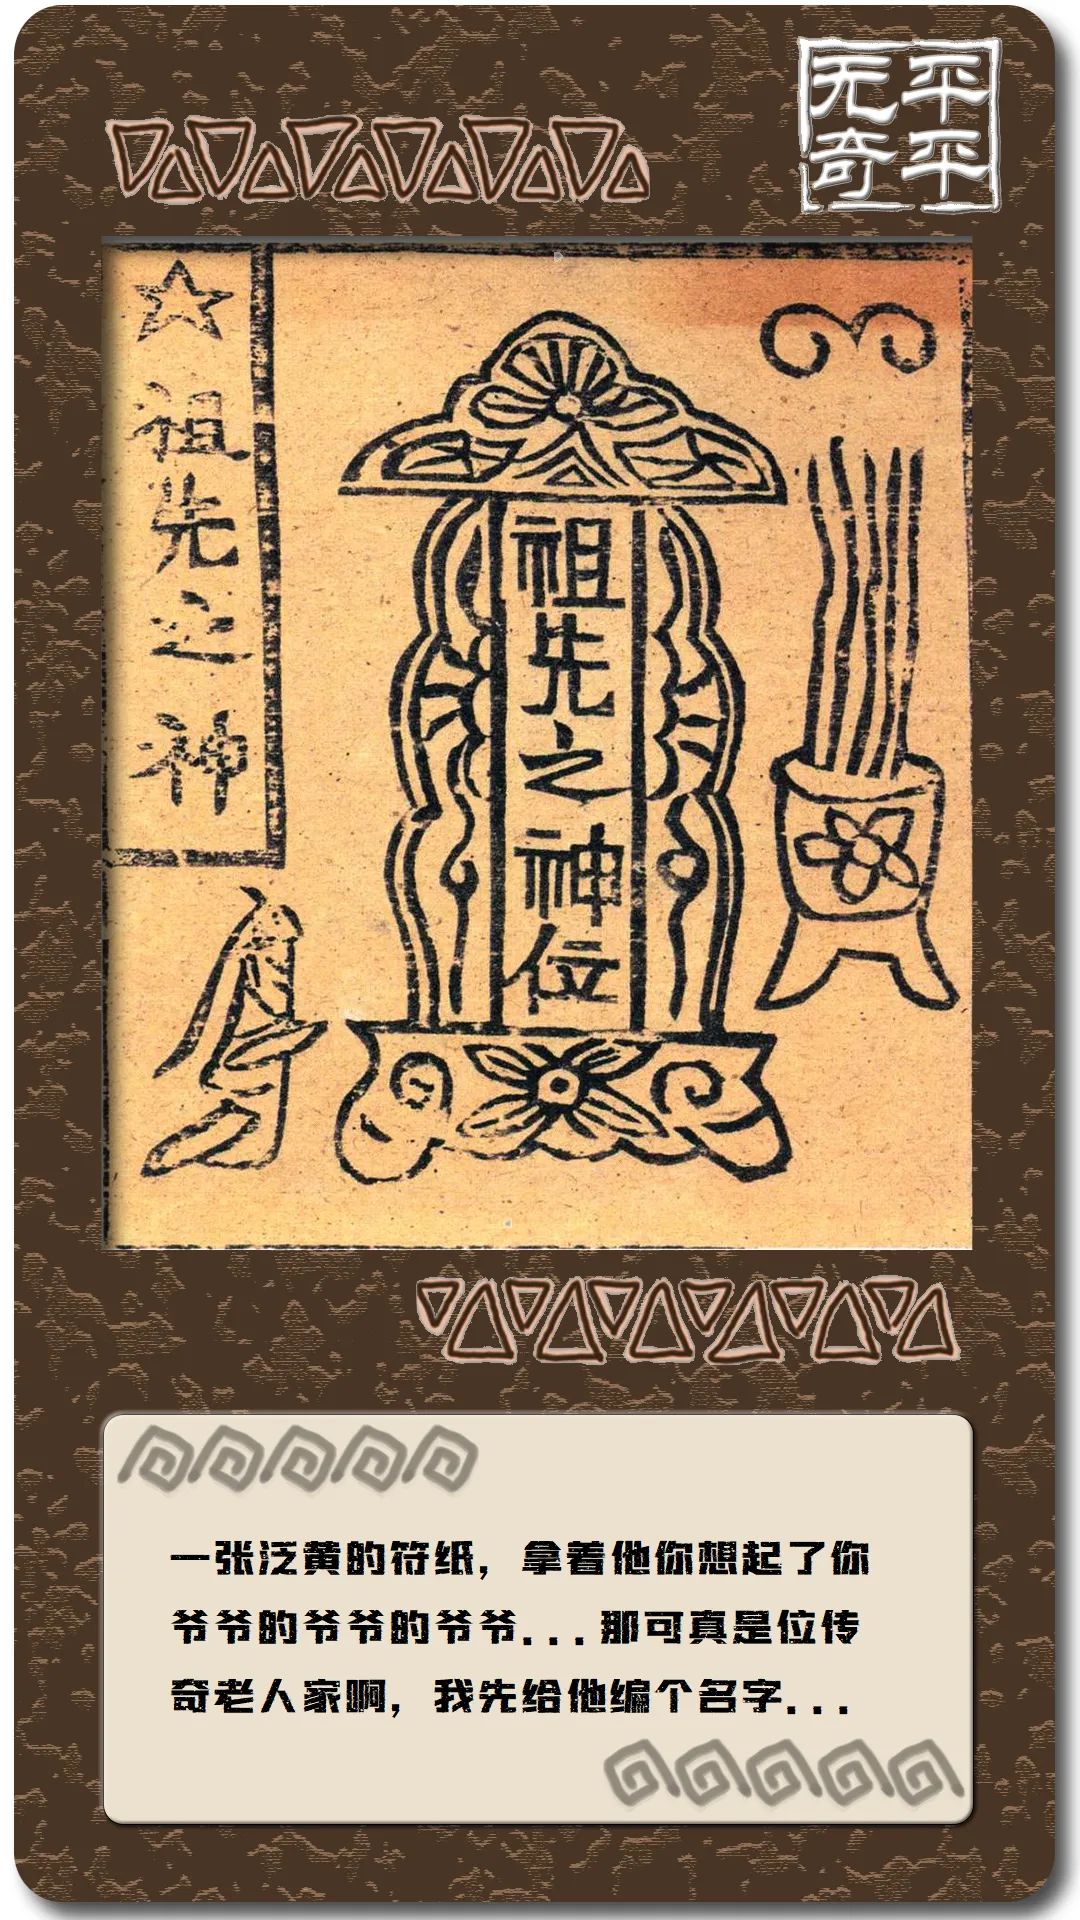 平平
无奇
☆祖先之神
祖先之神位
一张泛黄的符纸，拿着他你想起了你
爷爷的爷爷的爷爷...那可真是位传
奇老人家啊，我先给他编个名字...